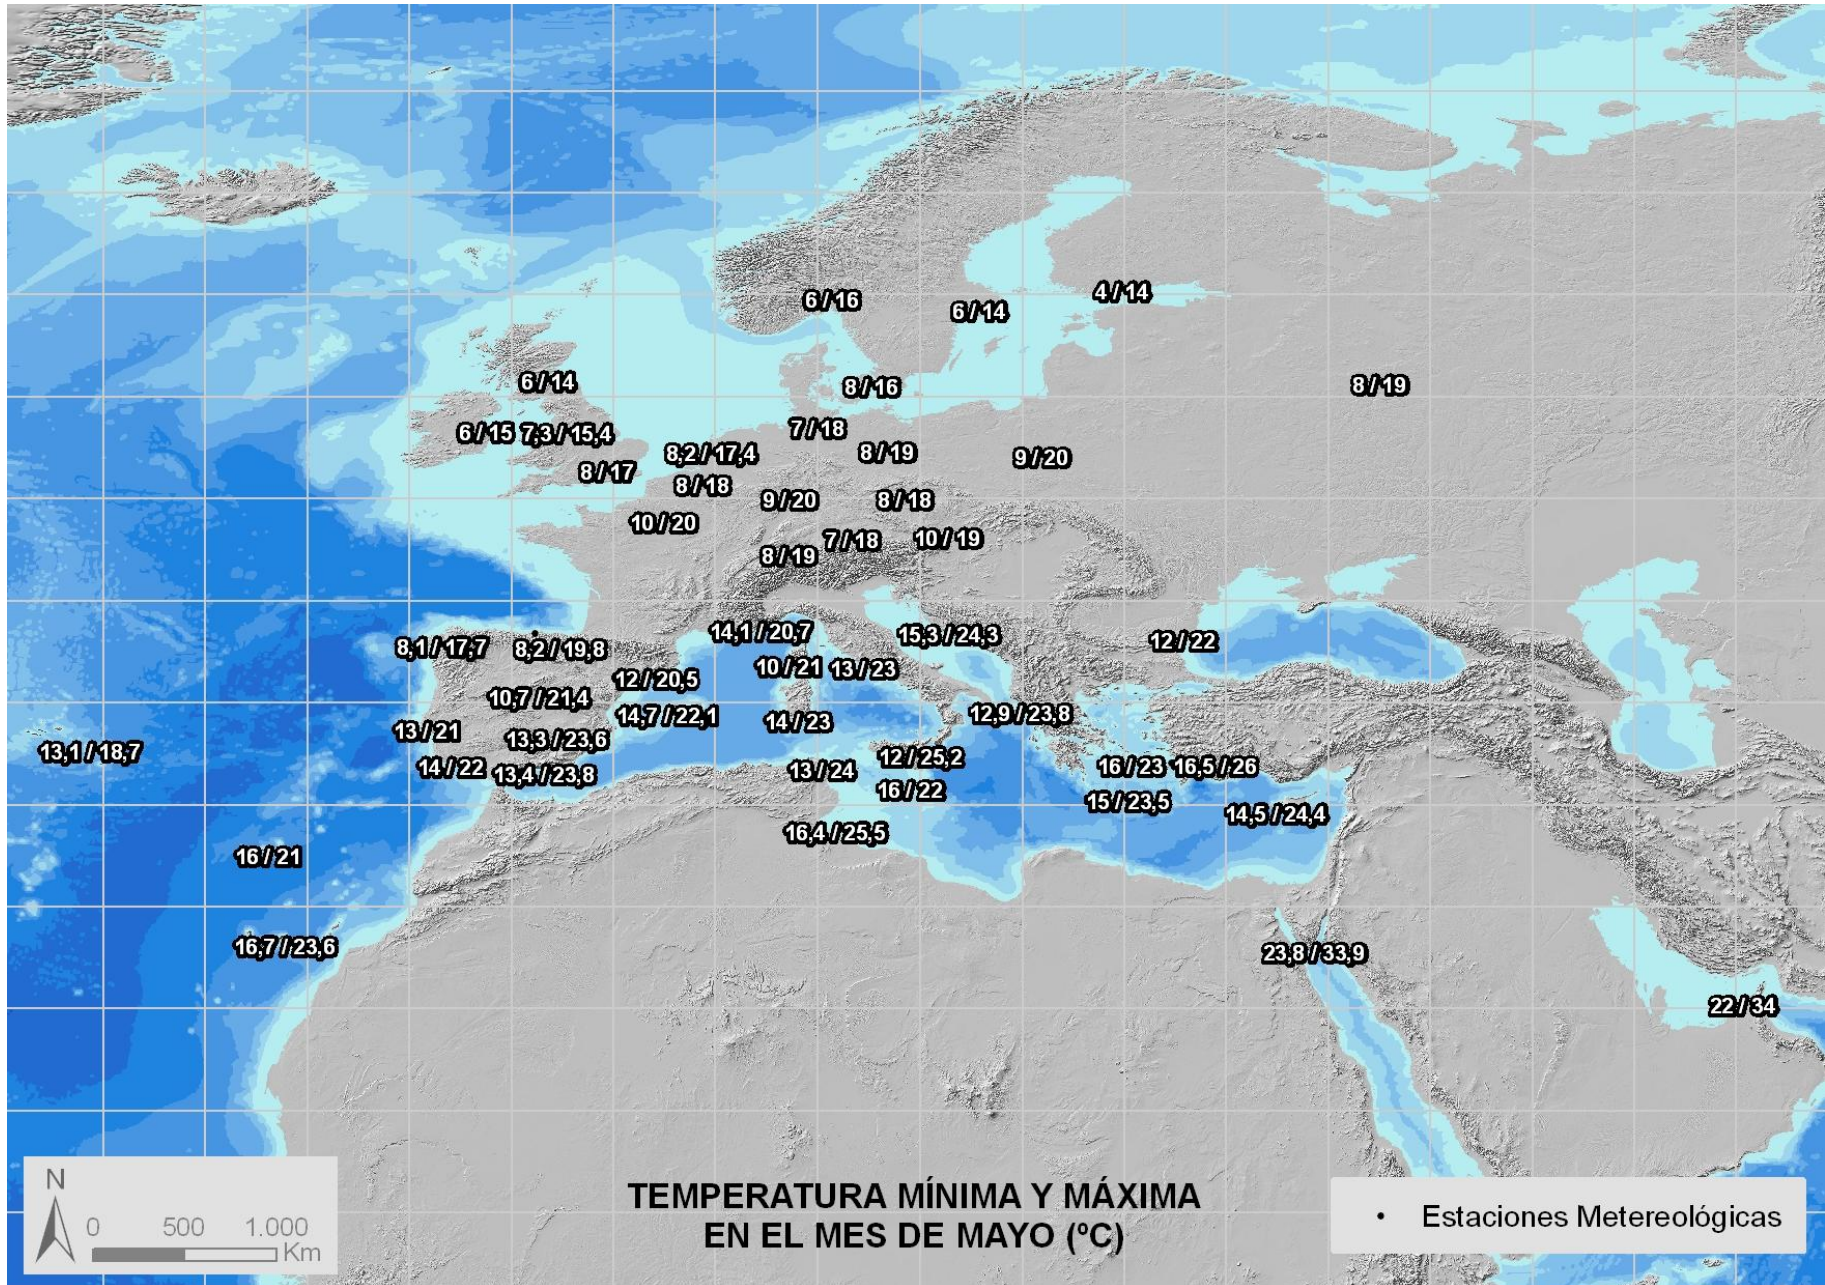 6 / 16
6 / 14
4 / 14
6 / 14
8 / 16
8 / 19
6 / 15
7,3 / 15,4
7 / 18
8 / 17
8,2 / 17,4
8 / 19
9 / 20
8 / 18
9 / 20
8 / 18
10 / 20
7 / 18
10 / 19
8 / 19
8,1 / 17,7
8,2 / 19,8
14,1 / 20,7
15,3 / 24,3
12 / 22
12 / 20,5
10 / 21
13 / 23
10,7 / 21,4
14,7 / 22,1
14 / 23
12,9 / 23,8
13 / 21
13,3 / 23,6
13,1 / 18,7
14 / 22
13,4 / 23,8
13 / 24
12 / 25,2
16 / 23
16,5 / 26
16 / 22
15 / 23,5
14,5 / 24,4
16,4 / 25,5
16 / 21
16,7 / 23,6
23,8 / 33,9
22 / 34
N
0 500 1.000
Km
TEMPERATURA MÍNIMA Y MÁXIMA
EN EL MES DE MAYO (ºC)
Estaciones Metereológicas